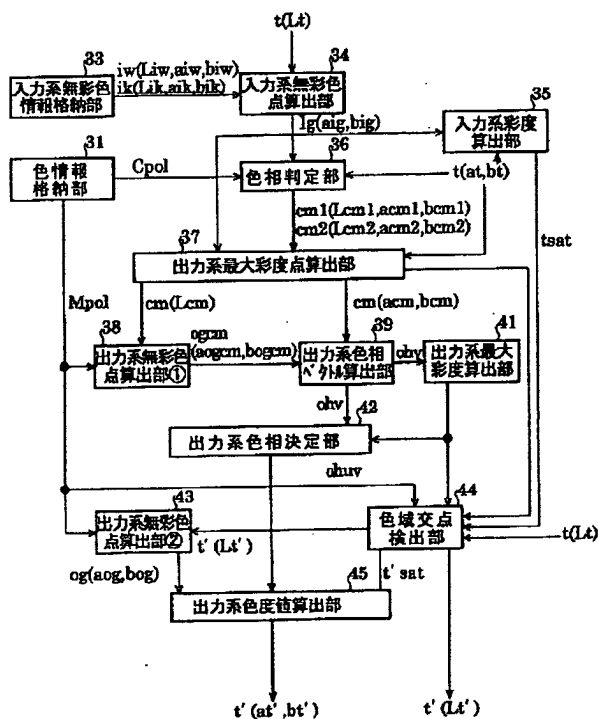 t(Lt)
33
入力系無彩色
情報格納部
iw(Liw,aiw,biw)
ik(Lik,aik,bik)
34
入力系無彩色
点算出部
35
入力系彩度
算出部
lg(aig,big)
31
色情報
格納部
Cpol
36
色相判定部
t(at,bt)
cm1(Lcm1,acm1,bcm1)
cm2(Lcm2,acm2,bcm2)
tsat
37
出力系最大彩度点算出部
Mpol
cm(Lcm)
cm(acm,bcm)
38
出力系無彩色
点算出部①
ogcm
(aogcm,bogcm)
39
出力系色相
ベクトル算出部
ohv
41
出力系最大
彩度算出部
ohv
42
出力系色相決定部
ohuv
43
出力系無彩色
点算出部②
44
色域交点
検出部
t'(Lt')
t(Lt)
og(aog,bog)
t'sat
45
出力系色度値算出部
t'(at',bt')
t'(Lt')